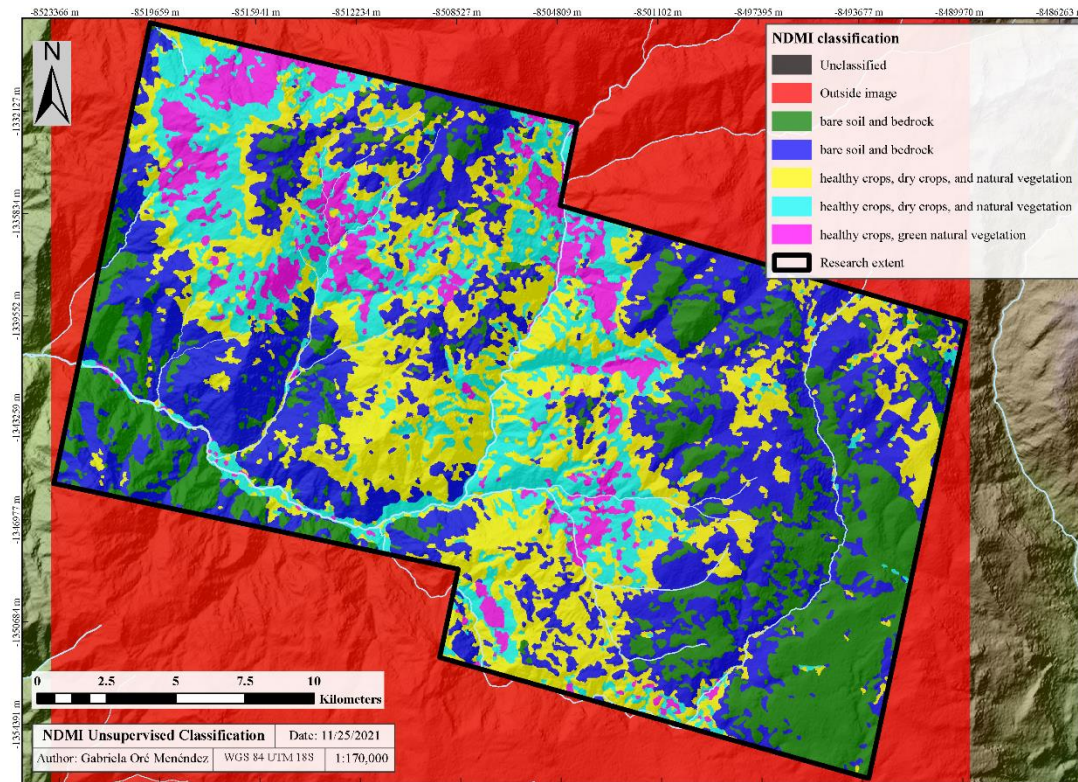 -8523366 m -8519659 m -8515941 m -8512234 m -8508527 m -8504809 m -8501102 m -8497395 m -8493677 m -8489970 m -8486263 m
N
-1332127 m
-1335834 m
-1339552 m
-1343259 m
-1346977 m
-1350684 m
-1354391 m
NDMI classification
Unclassified
Outside image
bare soil and bedrock
bare soil and bedrock
healthy crops, dry crops, and natural vegetation
healthy crops, dry crops, and natural vegetation
healthy crops, green natural vegetation
Research extent
0 2.5 5 7.5 10
Kilometers
NDMI Unsupervised Classification Date: 11/25/2021
Author: Gabriela Oré Menéndez WGS 84 UTM 18S 1:170,000